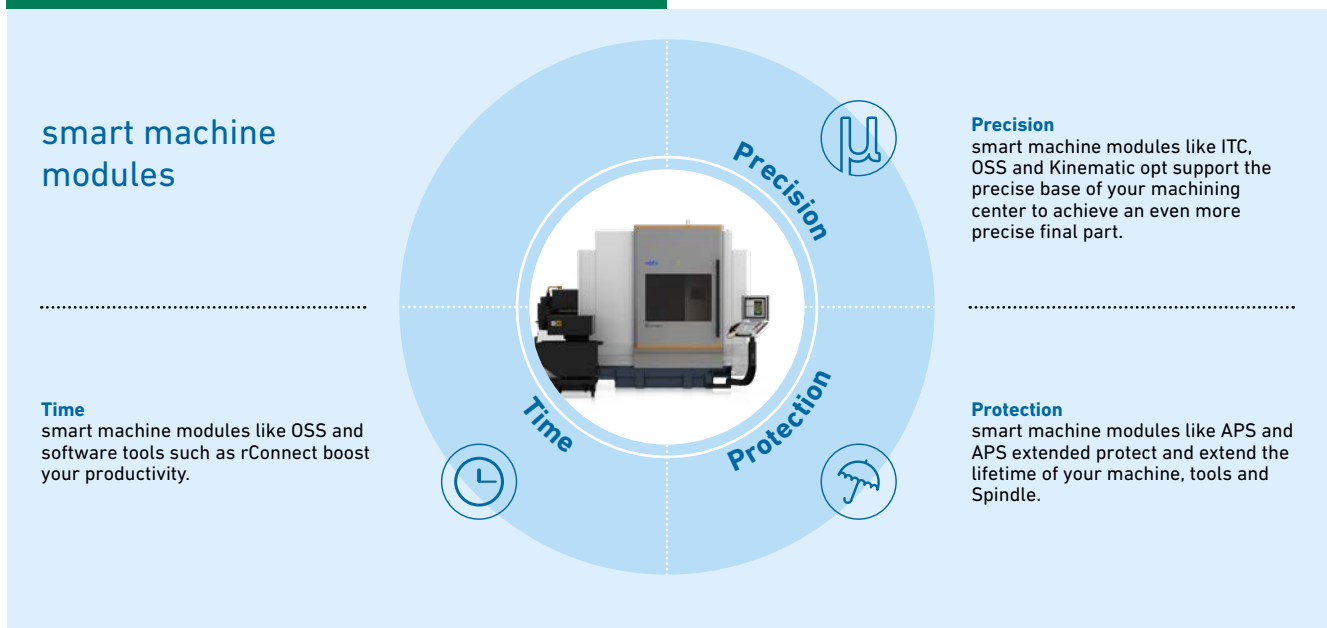 smart machine
modules
Precision
μ
Precision
smart machine modules like ITC,
OSS and Kinematic opt support the
precise base of your machining
center to achieve an even more
precise final part.
Time
smart machine modules like OSS and
software tools such as rConnect boost
your productivity.
Time
Protection
Protection
smart machine modules like APS and
APS extended protect and extend the
lifetime of your machine, tools and
Spindle.